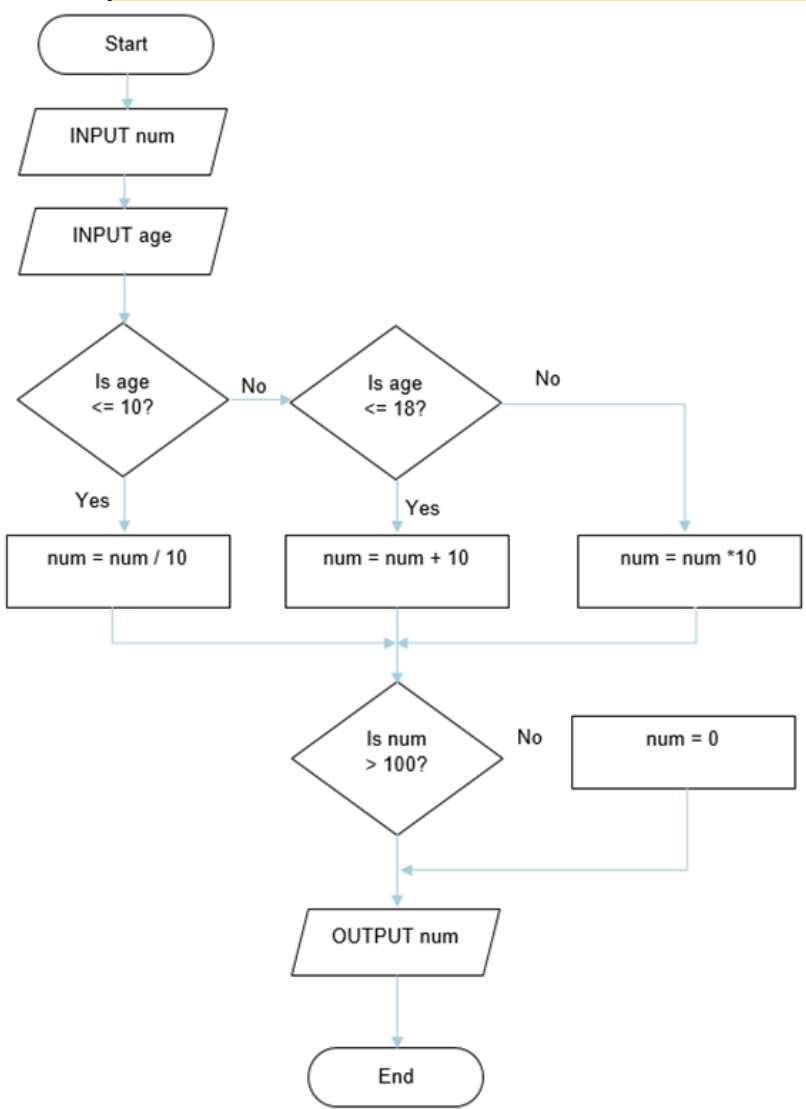 Start
INPUT num
INPUT age
Is age
<= 10?
No
Is age
<= 18?
No
Yes
Yes
num = num / 10
num = num + 10
num = num *10
Is num
> 100?
No
num = 0
OUTPUT num
End